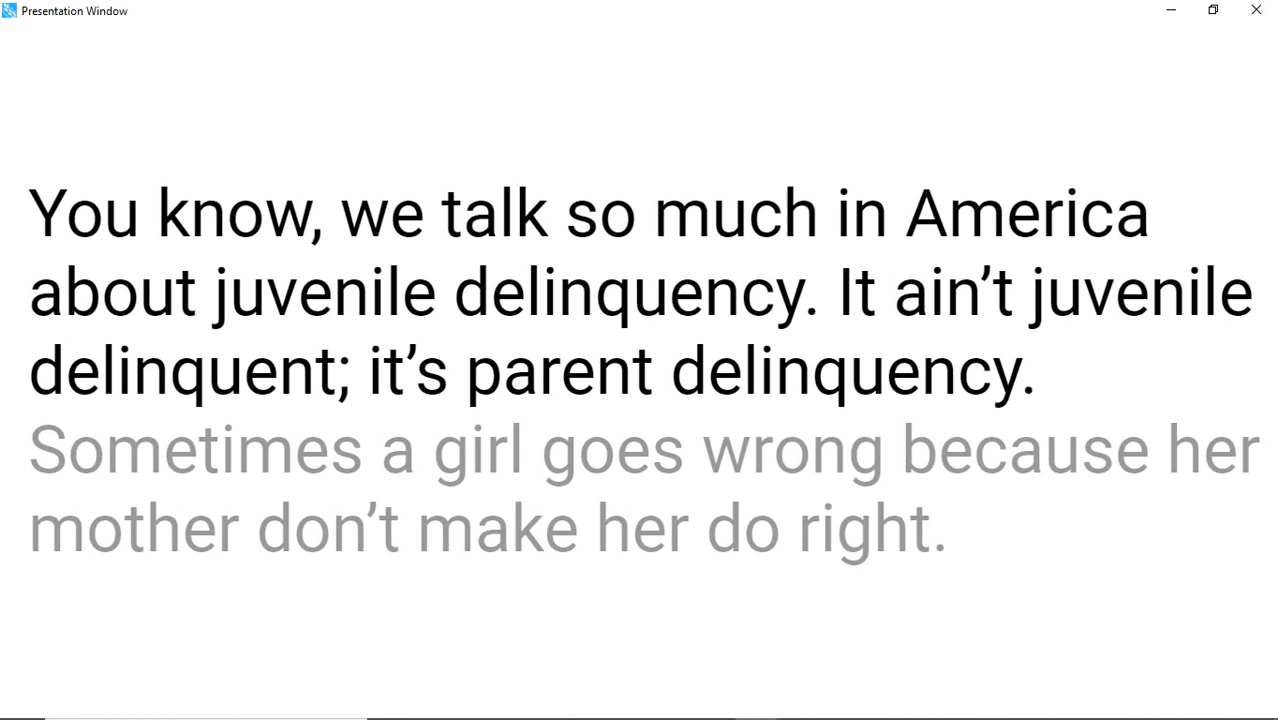 Presentation Window
You know, we talk so much in America
about juvenile delinquency. It ain’t juvenile
delinquent; it’s parent delinquency.
Sometimes a girl goes wrong because her
mother don’t make her do right.